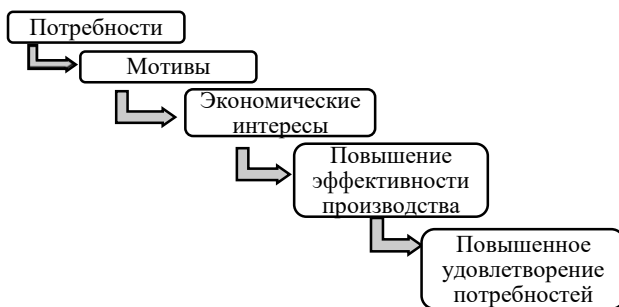 Потребности
Мотивы
Экономические
интересы
Повышение
эффективности
производства
Повышенное
удовлетворение
потребностей